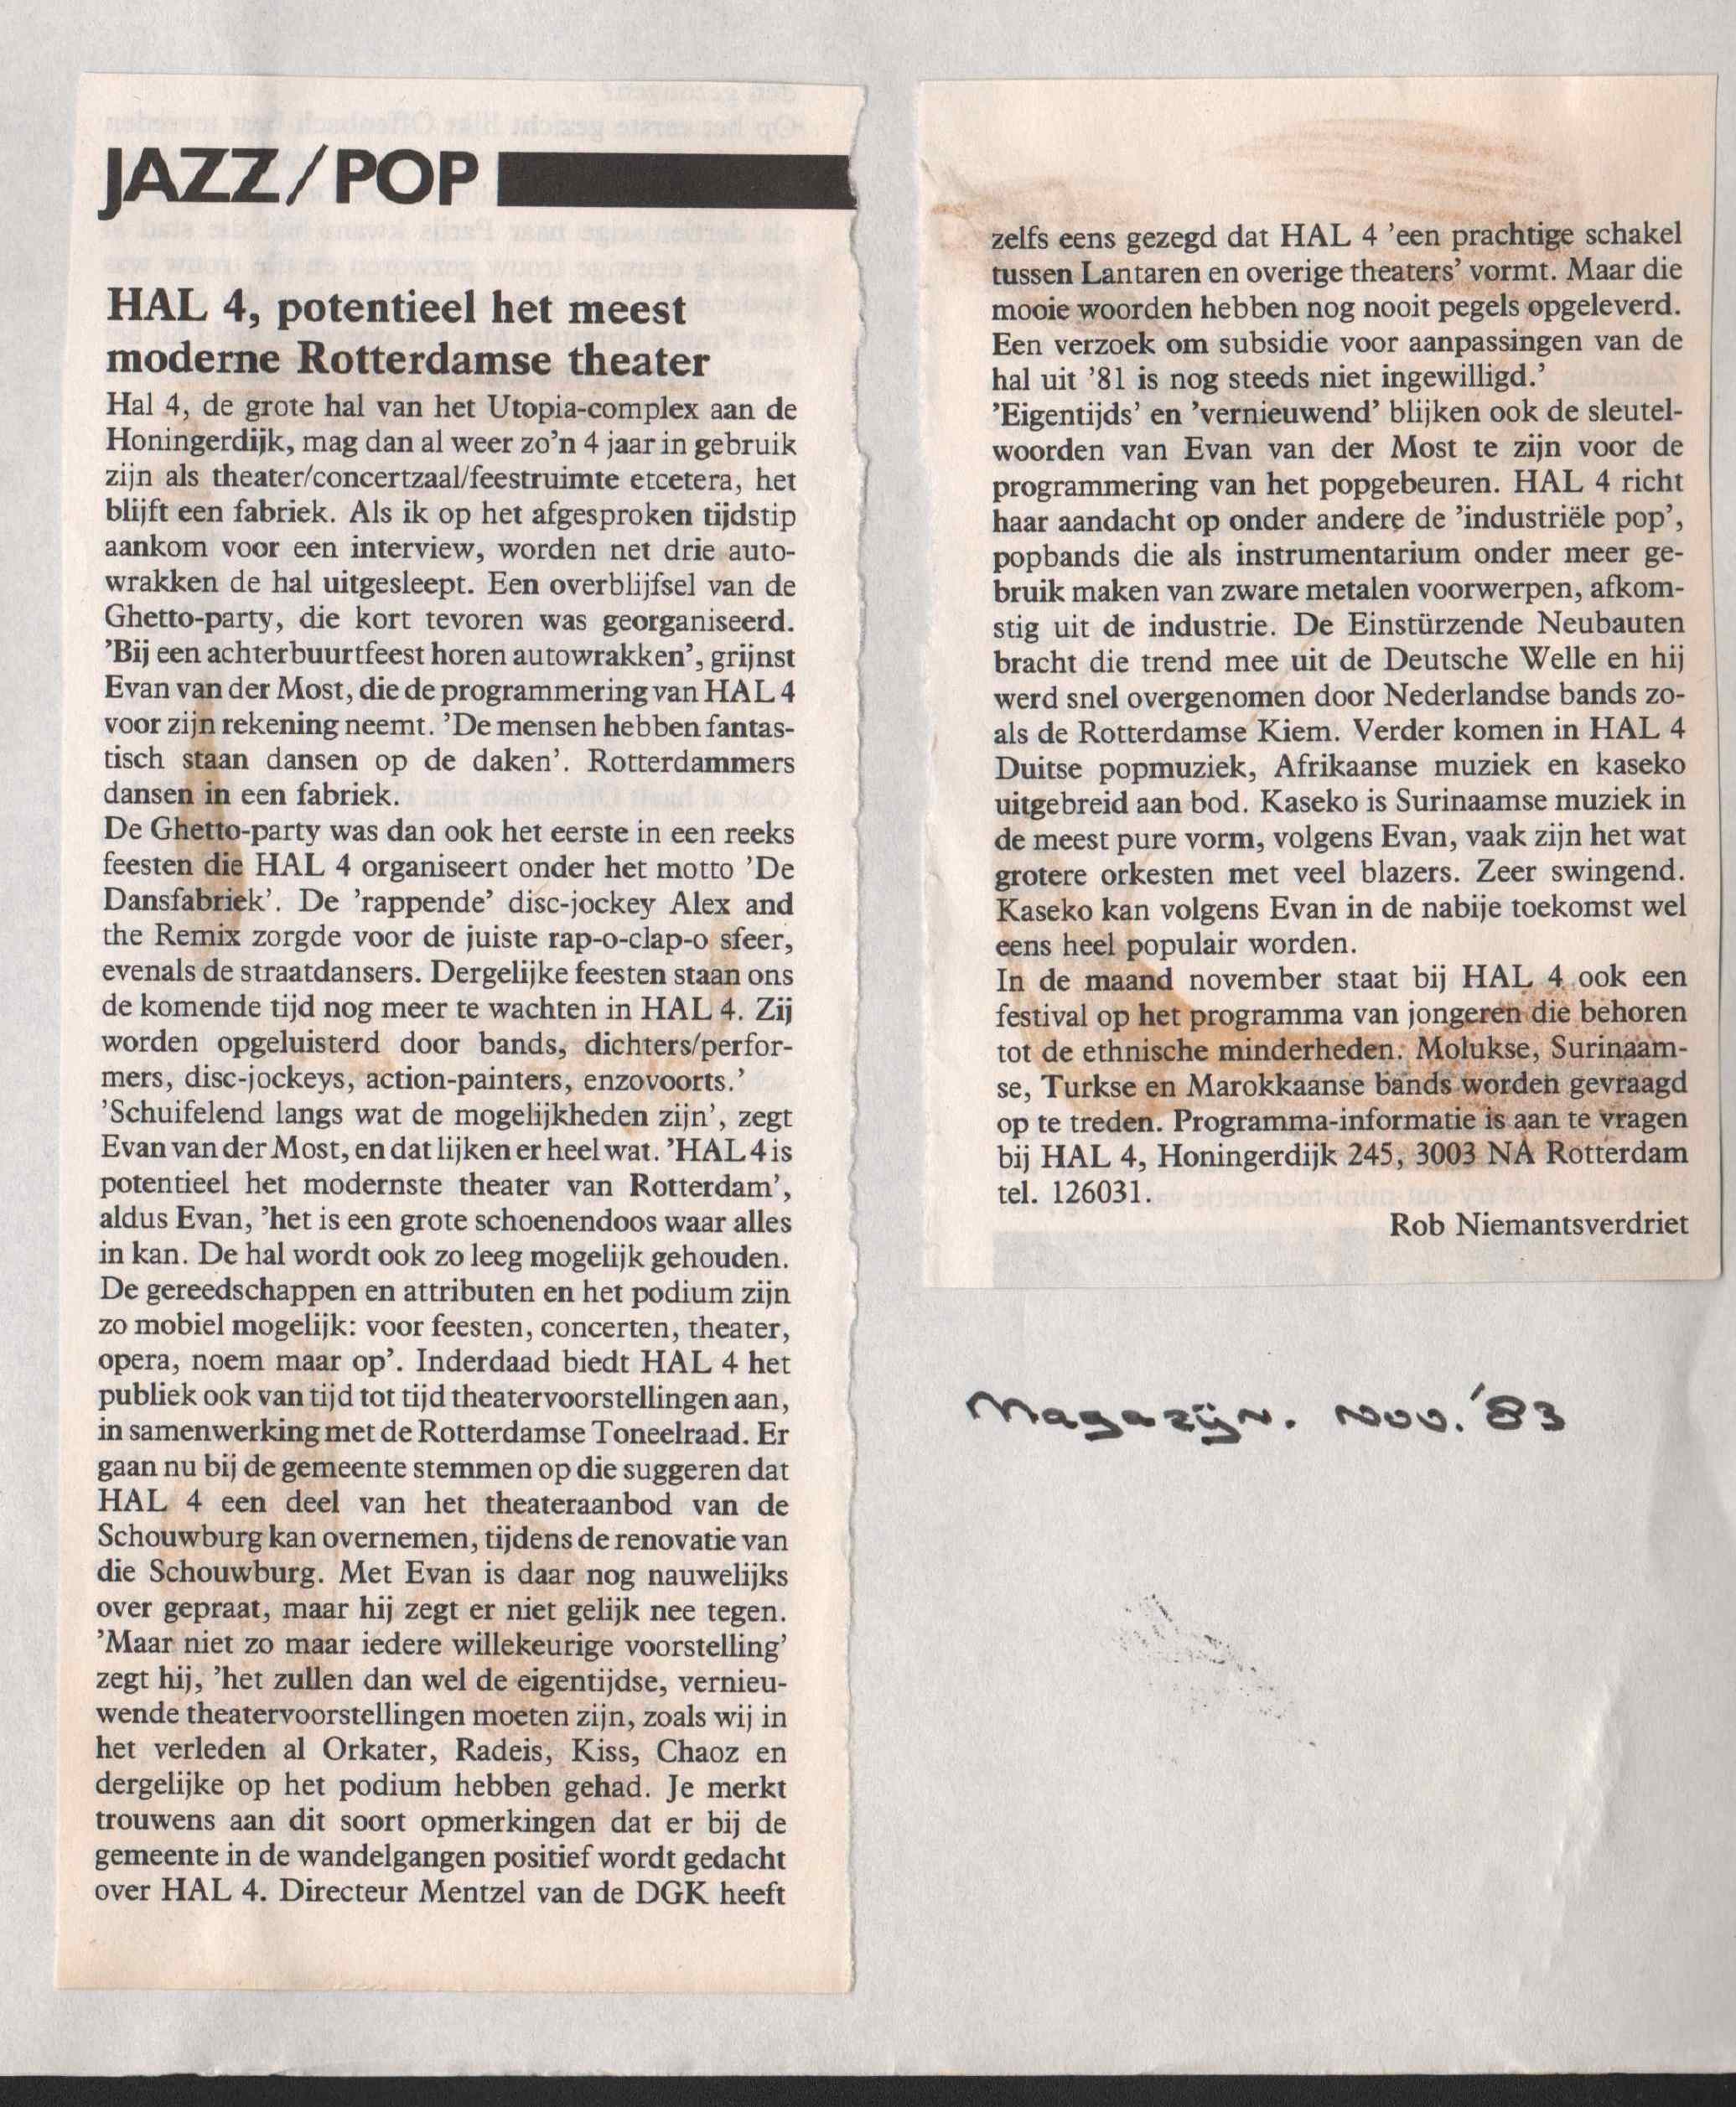 JAZZ/POP
HAL 4, potentieel het meest
moderne Rotterdamse theater
Hal 4, de grote hal van het Utopia-complex aan de
Honingerdijk, mag dan al weer zo'n 4 jaar in gebruik
zijn als theater/concertzaal/feestruimte etcetera, het
blijft een fabriek. Als ik op het afgesproken tijdstip
aankom voor een interview, worden net drie auto-
wrakken de hal uitgesleept. Een overblijfsel van de
Ghetto-party, die kort tevoren was georganiseerd.
'Bij een achterbuurtfeest horen autowrakken', grijnst
Evan van der Most, die de programmering van HAL 4
voor zijn rekening neemt. 'De mensen hebben fantas-
tisch staan dansen op de daken'. Rotterdammers
dansen in een fabriek.
De Ghetto-party was dan ook het eerste in een reeks
feesten die HAL 4 organiseert onder het motto 'De
Dansfabriek'. De 'rappende' disc-jockey Alex and
the Remix zorgde voor de juiste rap-o-clap-o sfeer,
evenals de straatdansers. Dergelijke feesten staan ons
de komende tijd nog meer te wachten in HAL 4. Zij
worden opgeluisterd door bands, dichters/perfor-
mers, disc-jockeys, action-painters, enzovoorts.'
'Schuifelend langs wat de mogelijkheden zijn', zegt
Evan van der Most, en dat lijken er heel wat. 'HAL 4 is
potentieel het modernste theater van Rotterdam',
aldus Evan, 'het is een grote schoenendoos waar alles
in kan. De hal wordt ook zo leeg mogelijk gehouden.
De gereedschappen en attributen en het podium zijn
zo mobiel mogelijk: voor feesten, concerten, theater,
opera, noem maar op'. Inderdaad biedt HAL 4 het
publiek ook van tijd tot tijd theatervoorstellingen aan,
in samenwerking met de Rotterdamse Toneelraad. Er
gaan nu bij de gemeente stemmen op die suggeren dat
HAL 4 een deel van het theateraanbod van de
Schouwburg kan overnemen, tijdens de renovatie van
die Schouwburg. Met Evan is daar nog nauwelijks
over gepraat, maar hij zegt er niet gelijk nee tegen.
'Maar niet zo maar iedere willekeurige voorstelling'
zegt hij, 'het zullen dan wel de eigentijdse, vernieu-
wende theatervoorstellingen moeten zijn, zoals wij in
het verleden al Orkater, Radeis, Kiss, Chaoz en
dergelijke op het podium hebben gehad. Je merkt
trouwens aan dit soort opmerkingen dat er bij de
gemeente in de wandelgangen positief wordt gedacht
over HAL 4. Directeur Mentzel van de DGK heeft
zelfs eens gezegd dat HAL 4 'een prachtige schakel
tussen Lantaren en overige theaters' vormt. Maar die
mooie woorden hebben nog nooit pegels opgeleverd.
Een verzoek om subsidie voor aanpassingen van de
hal uit '81 is nog steeds niet ingewilligd.'
'Eigentijds' en 'vernieuwend' blijken ook de sleutel-
woorden van Evan van der Most te zijn voor de
programmering van het popgebeuren. HAL 4 richt
haar aandacht op onder andere de 'industriële pop',
popbands die als instrumentarium onder meer ge-
bruik maken van zware metalen voorwerpen, afkom-
stig uit de industrie. De Einstürzende Neubauten
bracht die trend mee uit de Deutsche Welle en hij
werd snel overgenomen door Nederlandse bands zo-
als de Rotterdamse Kiem. Verder komen in HAL 4
Duitse popmuziek, Afrikaanse muziek en kaseko
uitgebreid aan bod. Kaseko is Surinaamse muziek in
de meest pure vorm, volgens Evan, vaak zijn het wat
grotere orkesten met veel blazers. Zeer swingend.
Kaseko kan volgens Evan in de nabije toekomst wel
eens heel populair worden.
In de maand november staat bij HAL 4 ook een
festival op het programma van jongeren die behoren
tot de ethnische minderheden. Molukse, Surinaam-
se, Turkse en Marokkaanse bands worden gevraagd
op te treden. Programma-informatie is aan te vragen
bij HAL 4, Honingerdijk 245, 3003 NA Rotterdam
tel. 126031.
Rob Niemantsverdriet
Magazijn. nov. '83